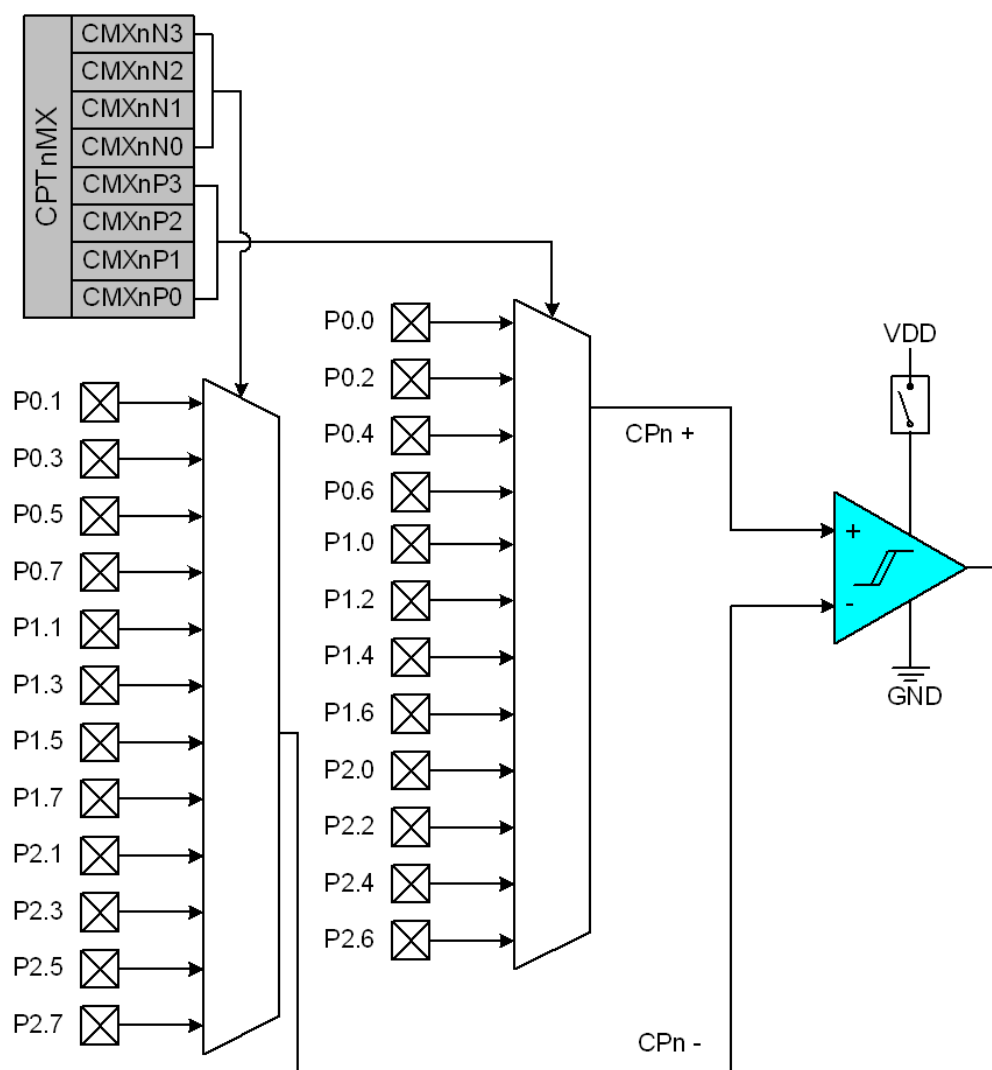 CPTnMX
CMXnN3
CMXnN2
CMXnN1
CMXnN0
CMXnP3
CMXnP2
CMXnP1
CMXnP0
P0.1
P0.3
P0.5
P0.7
P1.1
P1.3
P1.5
P1.7
P2.1
P2.3
P2.5
P2.7
P0.0
P0.2
P0.4
P0.6
P1.0
P1.2
P1.4
P1.6
P2.0
P2.2
P2.4
P2.6
CPn +
CPn -
VDD
+
-
GND